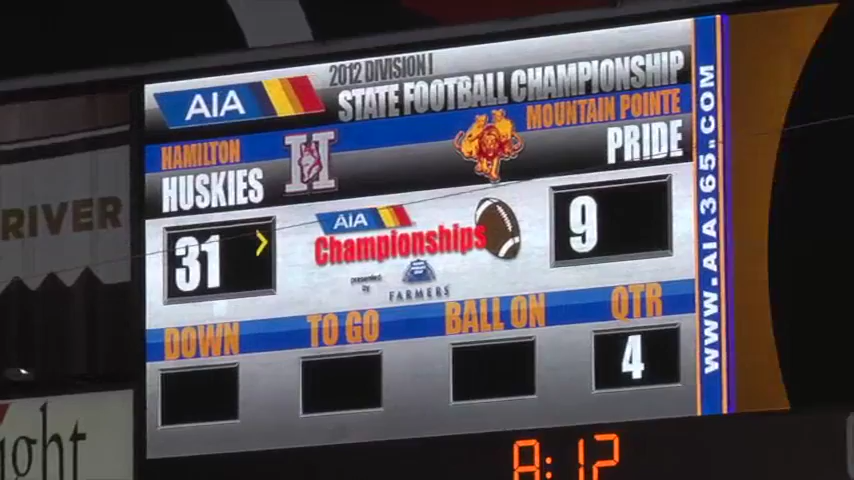 2012 DIVISION I
STATE FOOTBALL CHAMPIONSHIP
AIA
HAMILTON
HUSKIES
H
MOUNTAIN POINTE
PRIDE
31
9
AIA
Championships
presented by
FARMERS
DOWN
TO GO
BALL ON
QTR
4
WWW.AIA365.COM
RIVER
ght
8:12